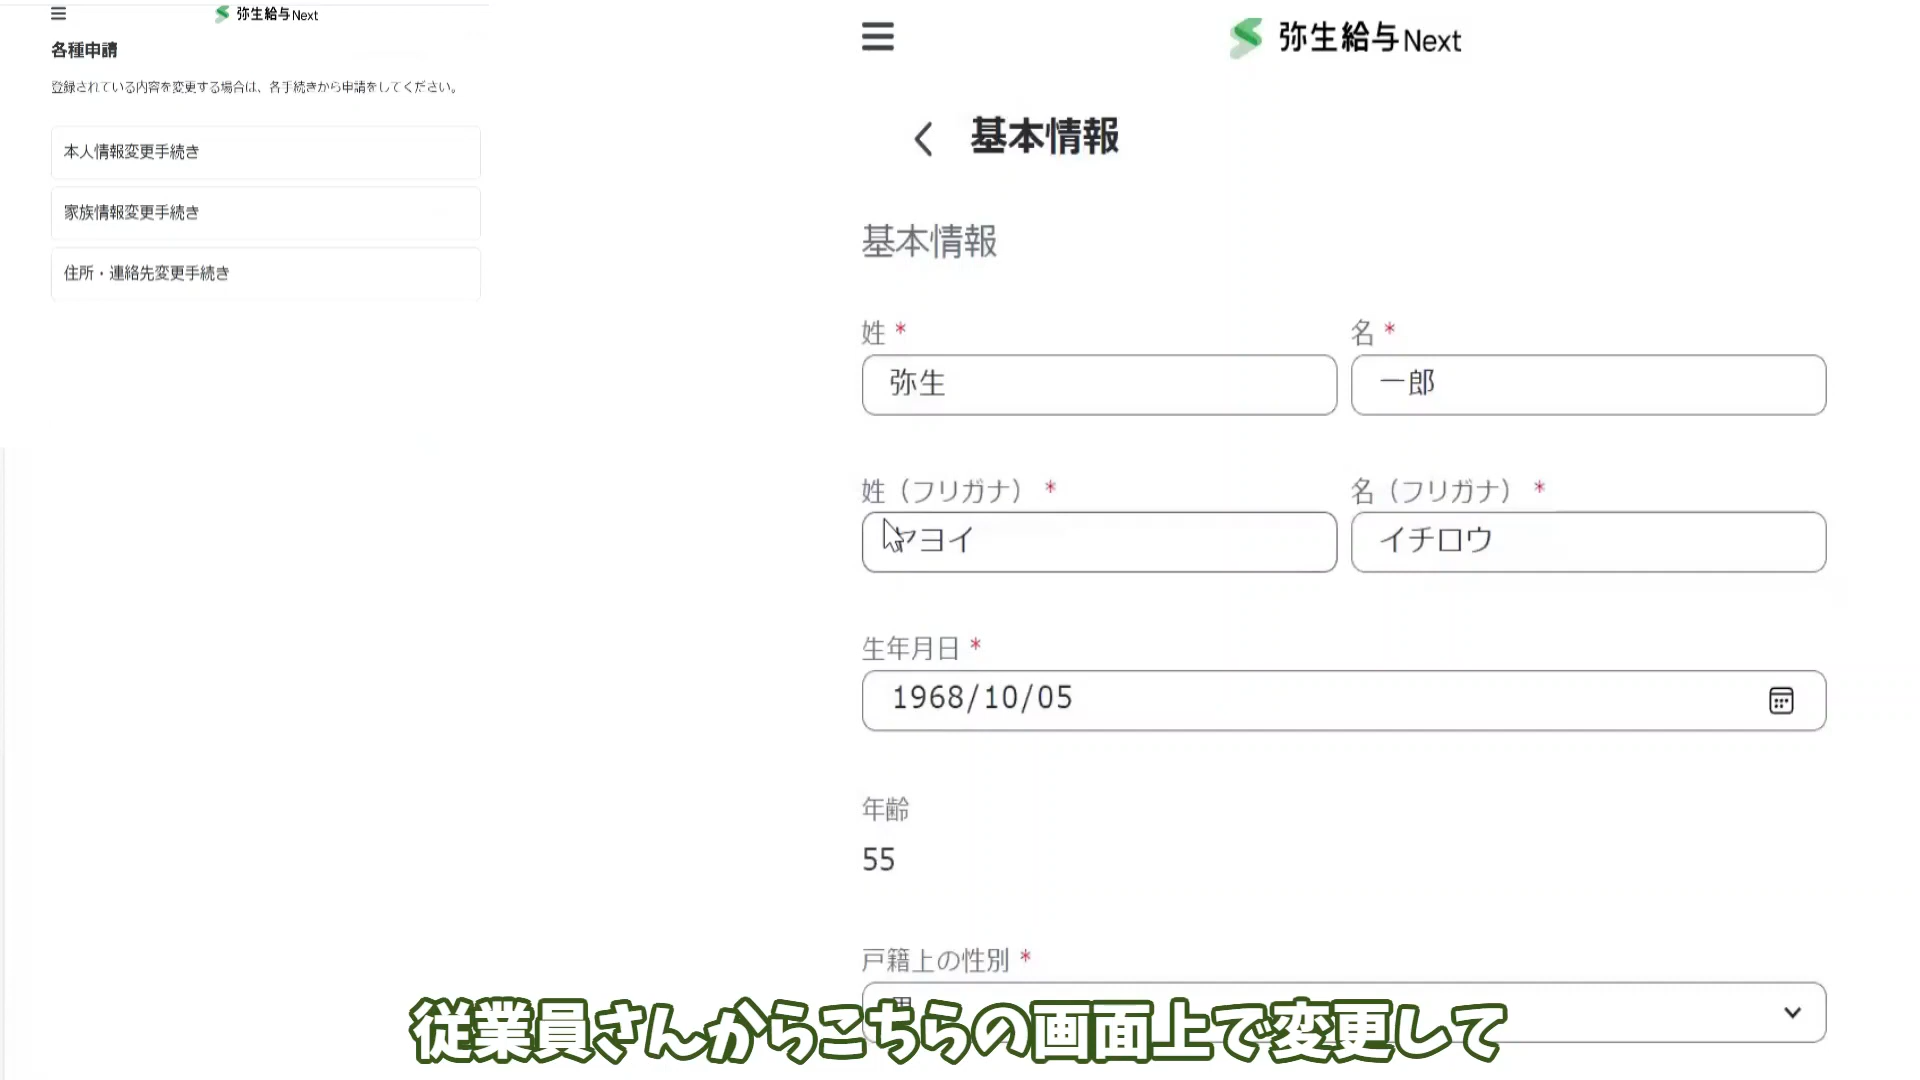 弥生給与Next
各種申請
登録されている内容を変更する場合は、各手続きから申請をしてください。
本人情報変更手続き
家族情報変更手続き
住所・連絡先変更手続き
弥生給与Next
基本情報
基本情報
姓 * 名 *
弥生 一郎
姓（フリガナ） * 名（フリガナ） *
ヤヨイ イチロウ
生年月日 *
1968/10/05
年齢
55
戸籍上の性別 *
従業員さんからこちらの画面上で変更して